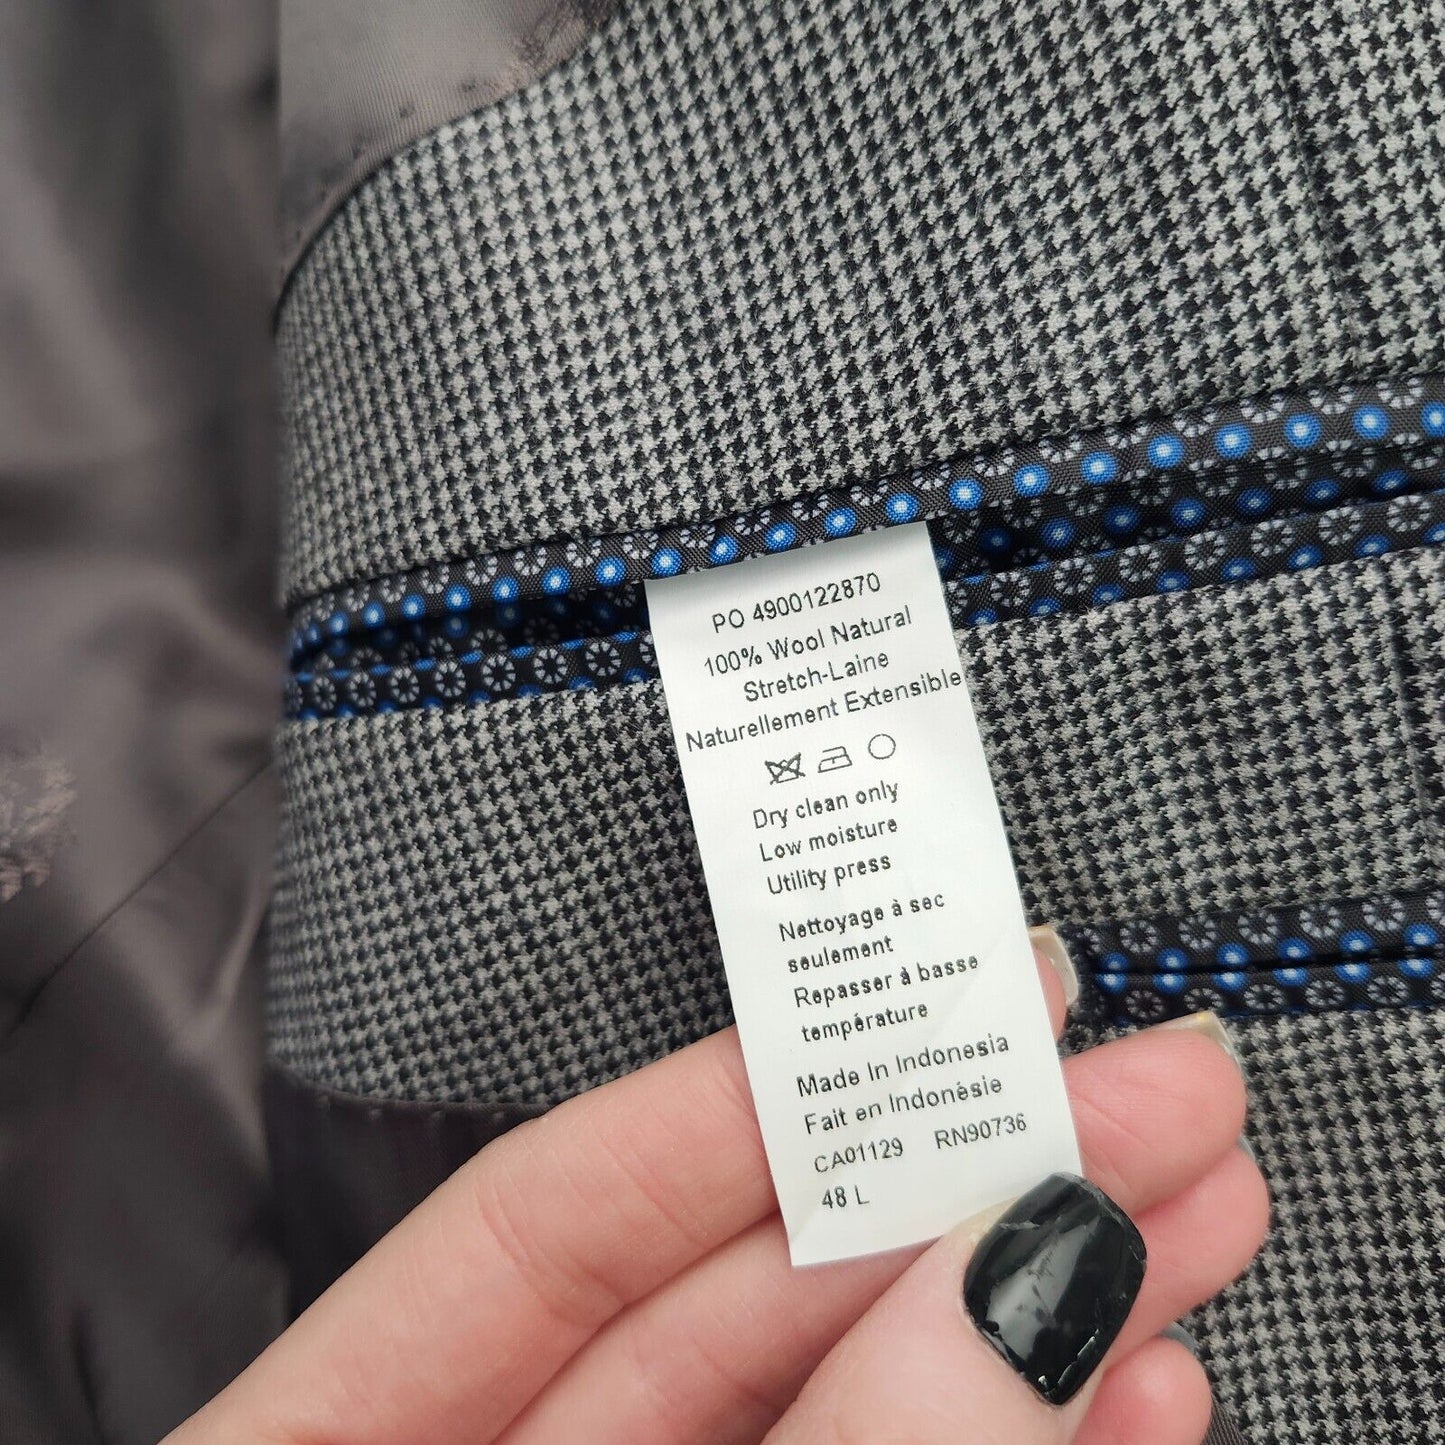 PO 4900122870
100% Wool Natural
Stretch-Laine
Naturellement Extensible
Dry clean only
Low moisture
Utility press
Nettoyage à sec
seulement
Repasser à basse
température
Made In Indonesia
Fait en Indonésie
CA01129 RN90736
48 L